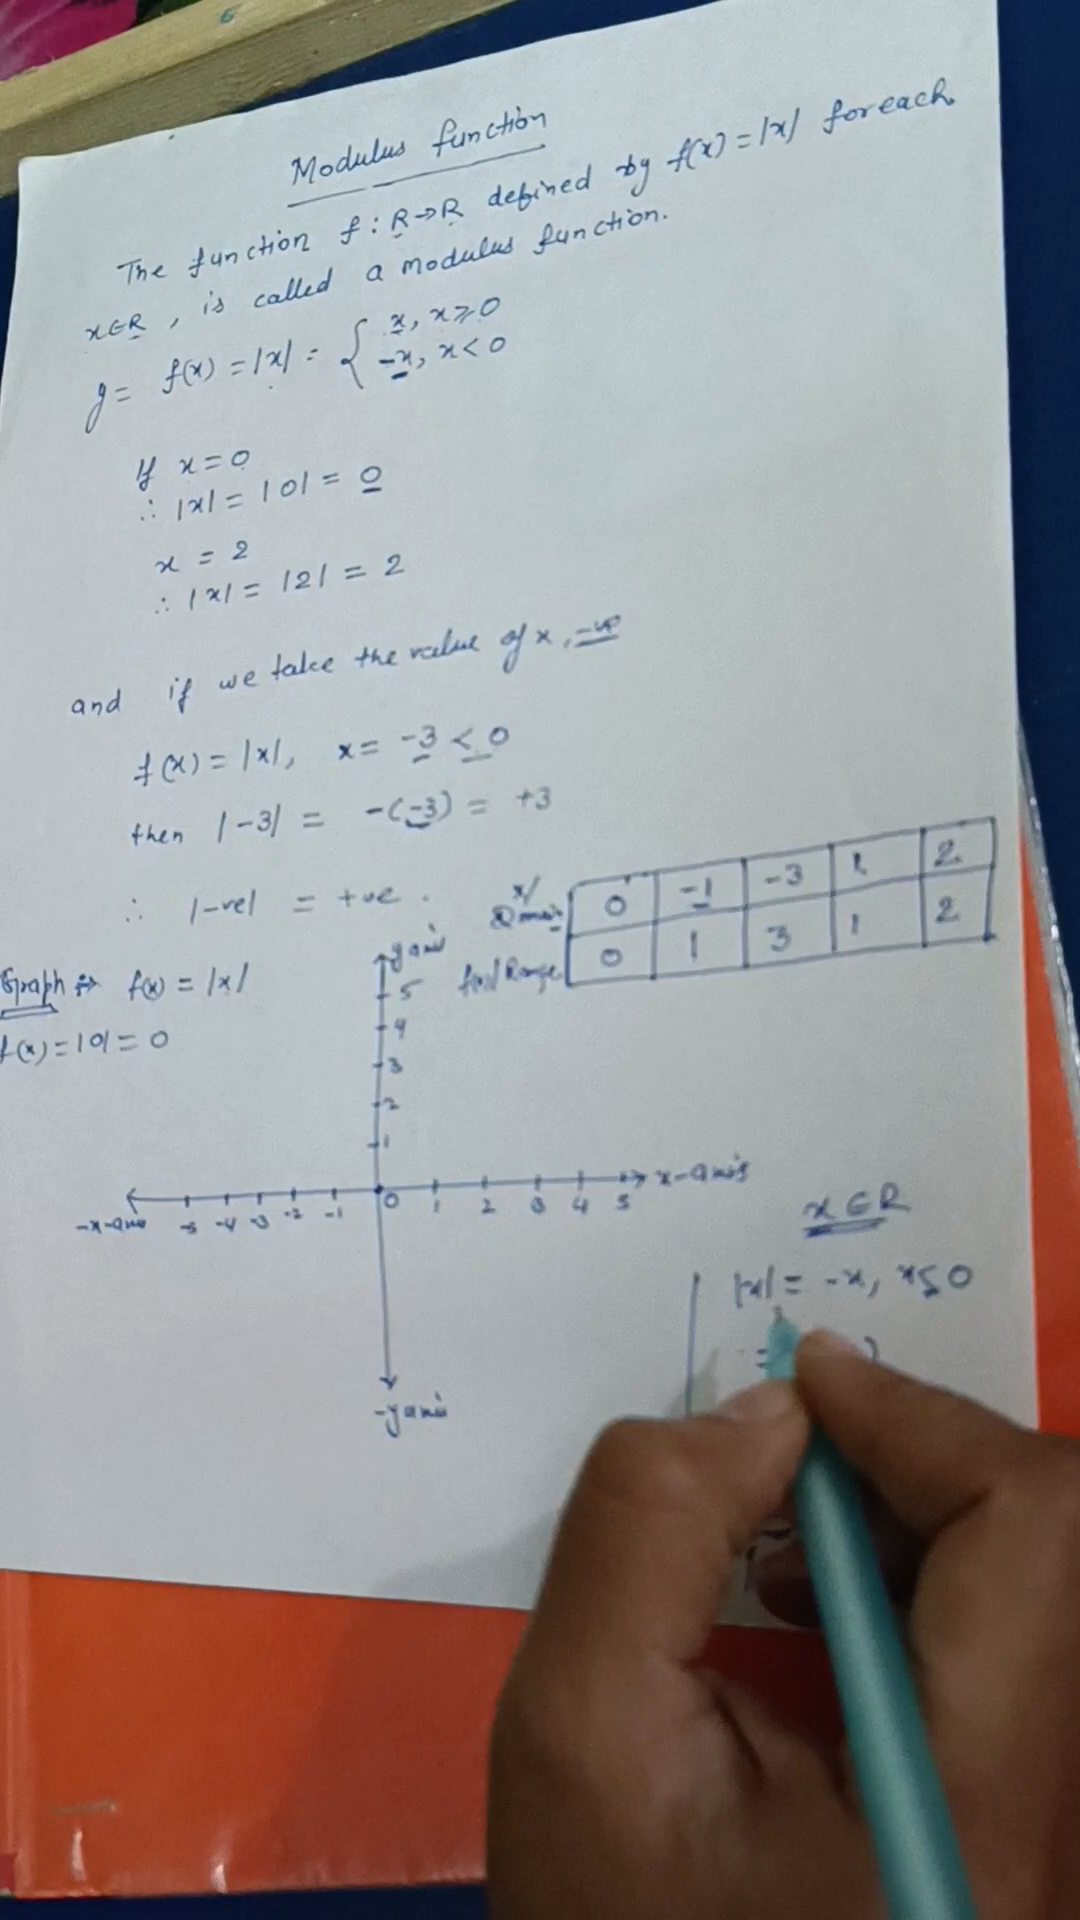 Modulus function
The function f : R→R defined by f(x) = |x| for each
x∈R, is called a modulus function.
y = f(x) = |x| = { x, x⩾0
-x, x<0
If x = 0
∴ |x| = |0| = 0
x = 2
∴ |x| = |2| = 2
and if we take the value of x, -ve
f(x) = |x|, x = -3 < 0
then |-3| = -(-3) = +3
∴ |-ve| = +ve.
x/ Domain 0 -1 -3 1 2
f(x)/Range 0 1 3 1 2
Graph :→ f(x) = |x|
f(x) = |0| = 0
y axis
5
4
3
2
1
-x-axis -5 -4 -3 -2 -1 0 1 2 3 4 5 x-axis
-y axis
x ∈ R
|x| = -x, x≤0
=